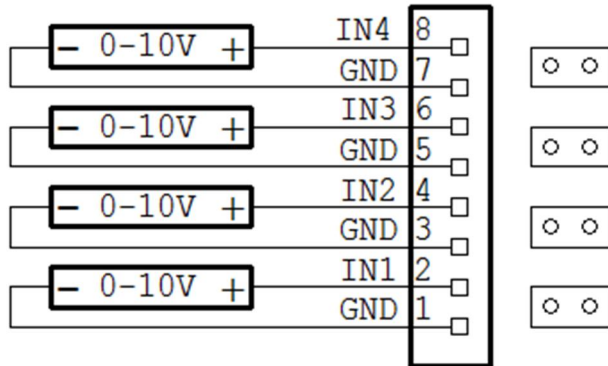 IN4 8
− 0-10V +
GND 7
IN3 6
− 0-10V +
GND 5
IN2 4
− 0-10V +
GND 3
IN1 2
− 0-10V +
GND 1